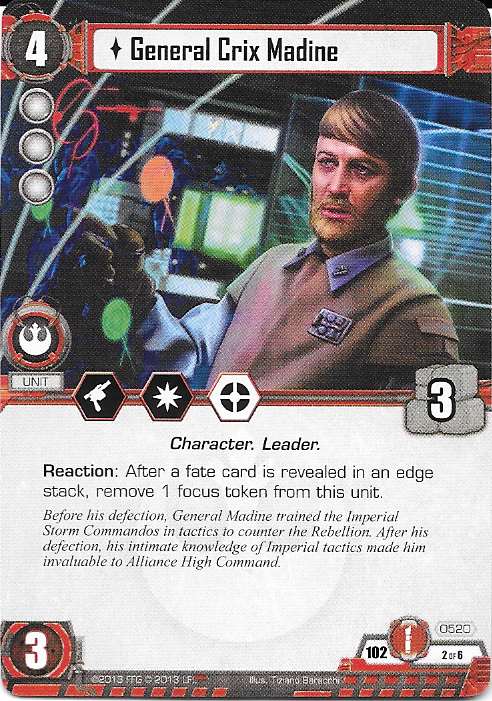 4
General Crix Madine
UNIT
3
Character. Leader.
Reaction: After a fate card is revealed in an edge
stack, remove 1 focus token from this unit.
Before his defection, General Madine trained the Imperial
Storm Commandos in tactics to counter the Rebellion. After his
defection, his intimate knowledge of Imperial tactics made him
invaluable to Alliance High Command.
3
0520
102
2 OF 6
©2013 FFG © 2013 LFL
Illus. Tiziano Baracchi